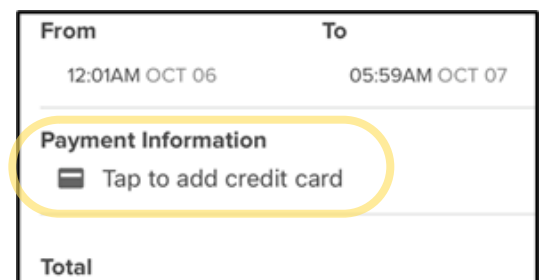 From To
12:01AM OCT 06 05:59AM OCT 07
Payment Information
Tap to add credit card
Total